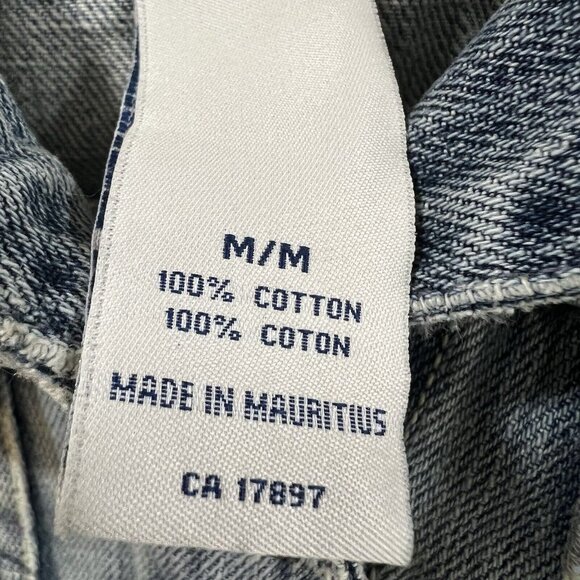 M/M
100% COTTON
100% COTON
MADE IN MAURITIUS
CA 17897